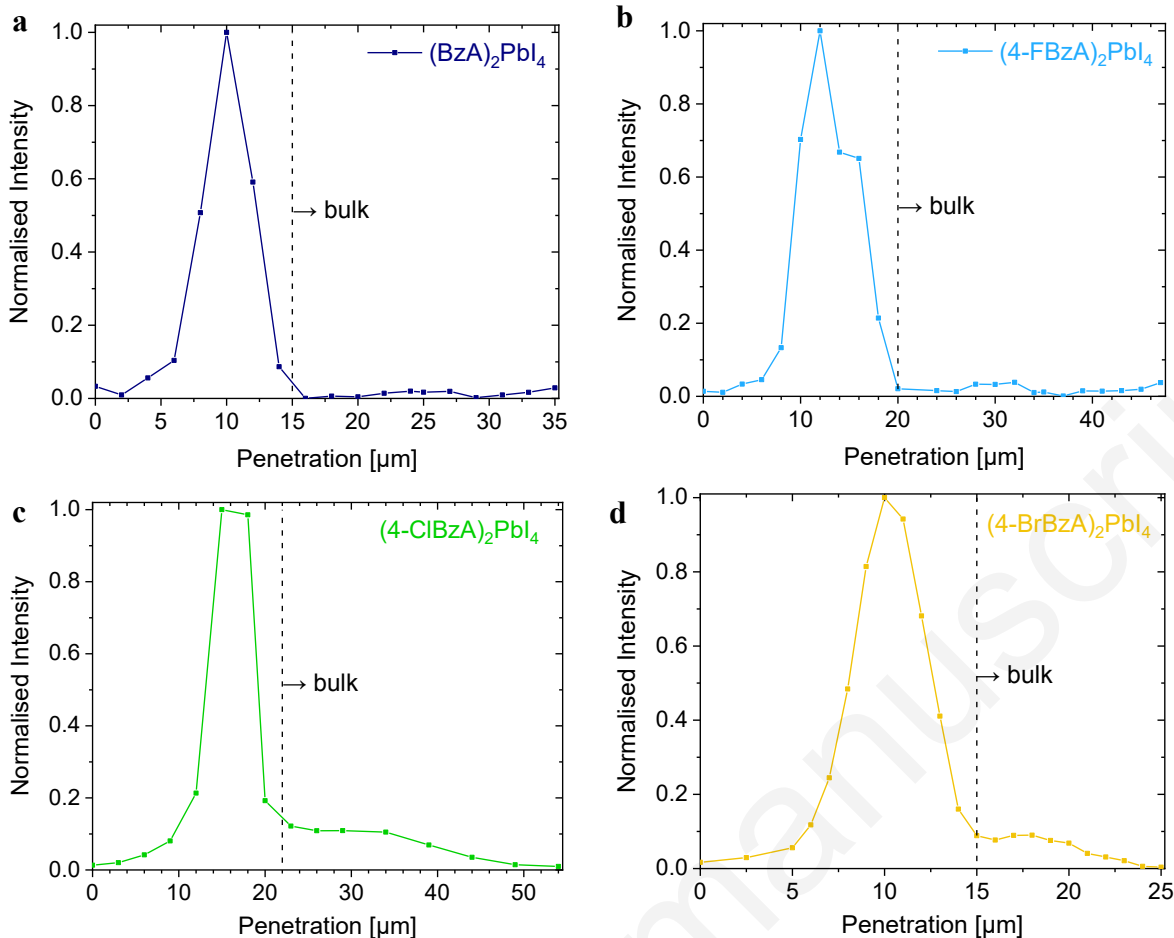 a
(BzA)₂PbI₄
1.0
0.8
0.6
0.4
0.2
0.0
Normalised Intensity
→ bulk
0 5 10 15 20 25 30 35
Penetration [µm]
b
(4-FBzA)₂PbI₄
1.0
0.8
0.6
0.4
0.2
0.0
Normalised Intensity
→ bulk
0 10 20 30 40
Penetration [µm]
c
(4-ClBzA)₂PbI₄
1.0
0.8
0.6
0.4
0.2
0.0
Normalised Intensity
→ bulk
0 10 20 30 40 50
Penetration [µm]
d
(4-BrBzA)₂PbI₄
1.0
0.8
0.6
0.4
0.2
0.0
Normalised Intensity
→ bulk
0 5 10 15 20 25
Penetration [µm]
manuscri